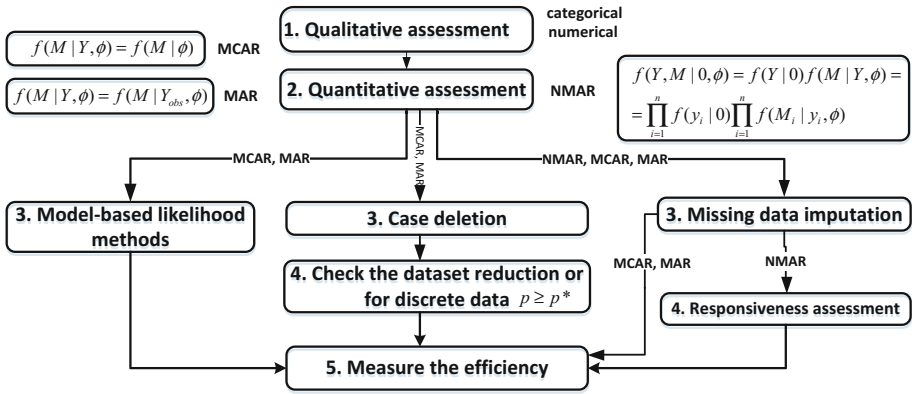 1. Qualitative assessment
categorical
numerical
f(M | Y,ϕ) = f(M | ϕ)
MCAR
f(M | Y,ϕ) = f(M | Y_obs,ϕ)
MAR
2. Quantitative assessment
NMAR
f(Y,M | 0,ϕ) = f(Y | 0) f(M | Y,ϕ) =
= ∏_{i=1}^{n} f(y_i | 0) ∏_{i=1}^{n} f(M_i | y_i,ϕ)
MCAR, MAR
MCAR, MAR
NMAR, MCAR, MAR
3. Model-based likelihood
methods
3. Case deletion
3. Missing data imputation
MCAR, MAR
NMAR
4. Check the dataset reduction or
for discrete data p ≥ p*
4. Responsiveness assessment
5. Measure the efficiency